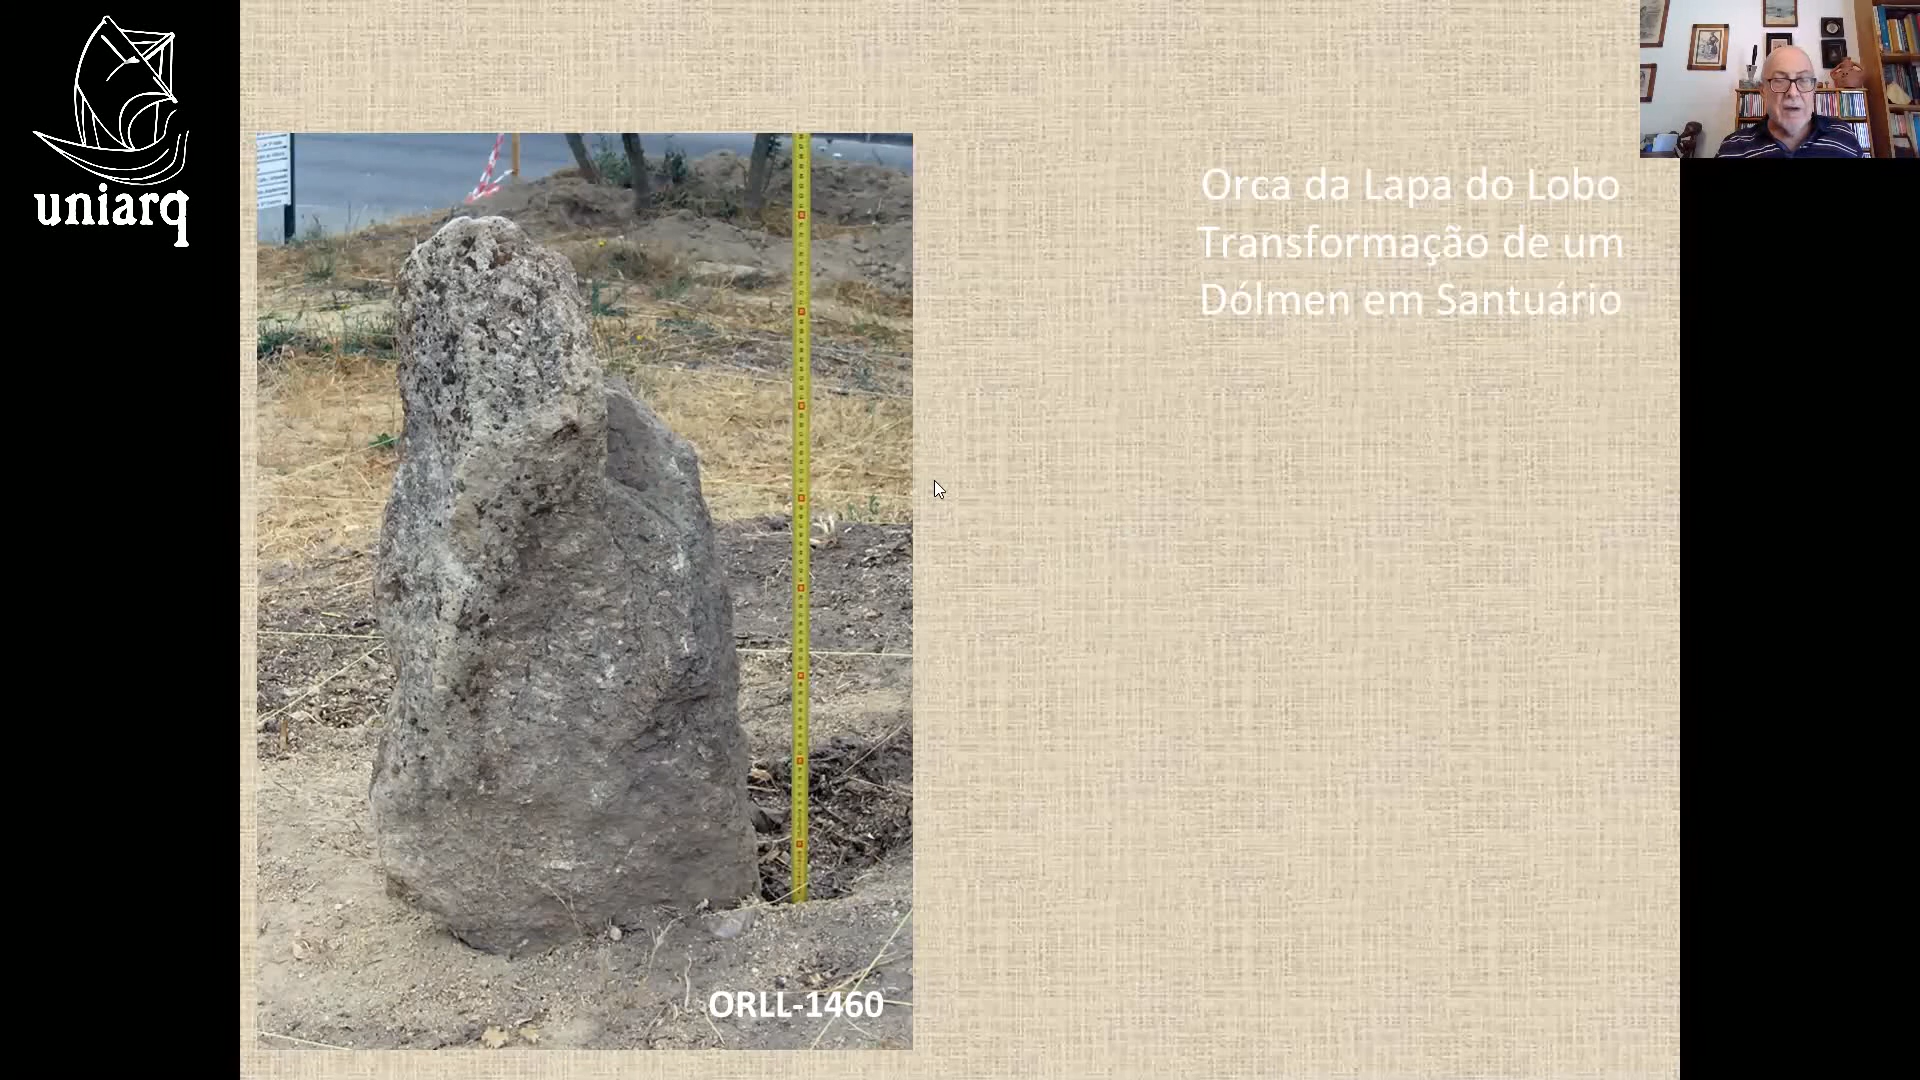 uniarq
Orca da Lapa do Lobo
Transformação de um
Dólmen em Santuário
ORLL-1460